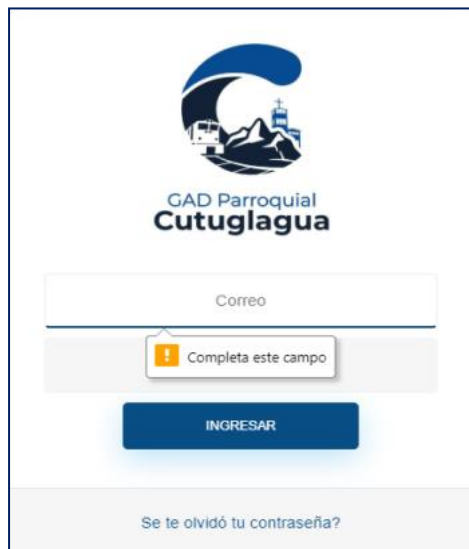 GAD Parroquial
Cutuglagua
Correo
Completa este campo
INGRESAR
Se te olvidó tu contraseña?